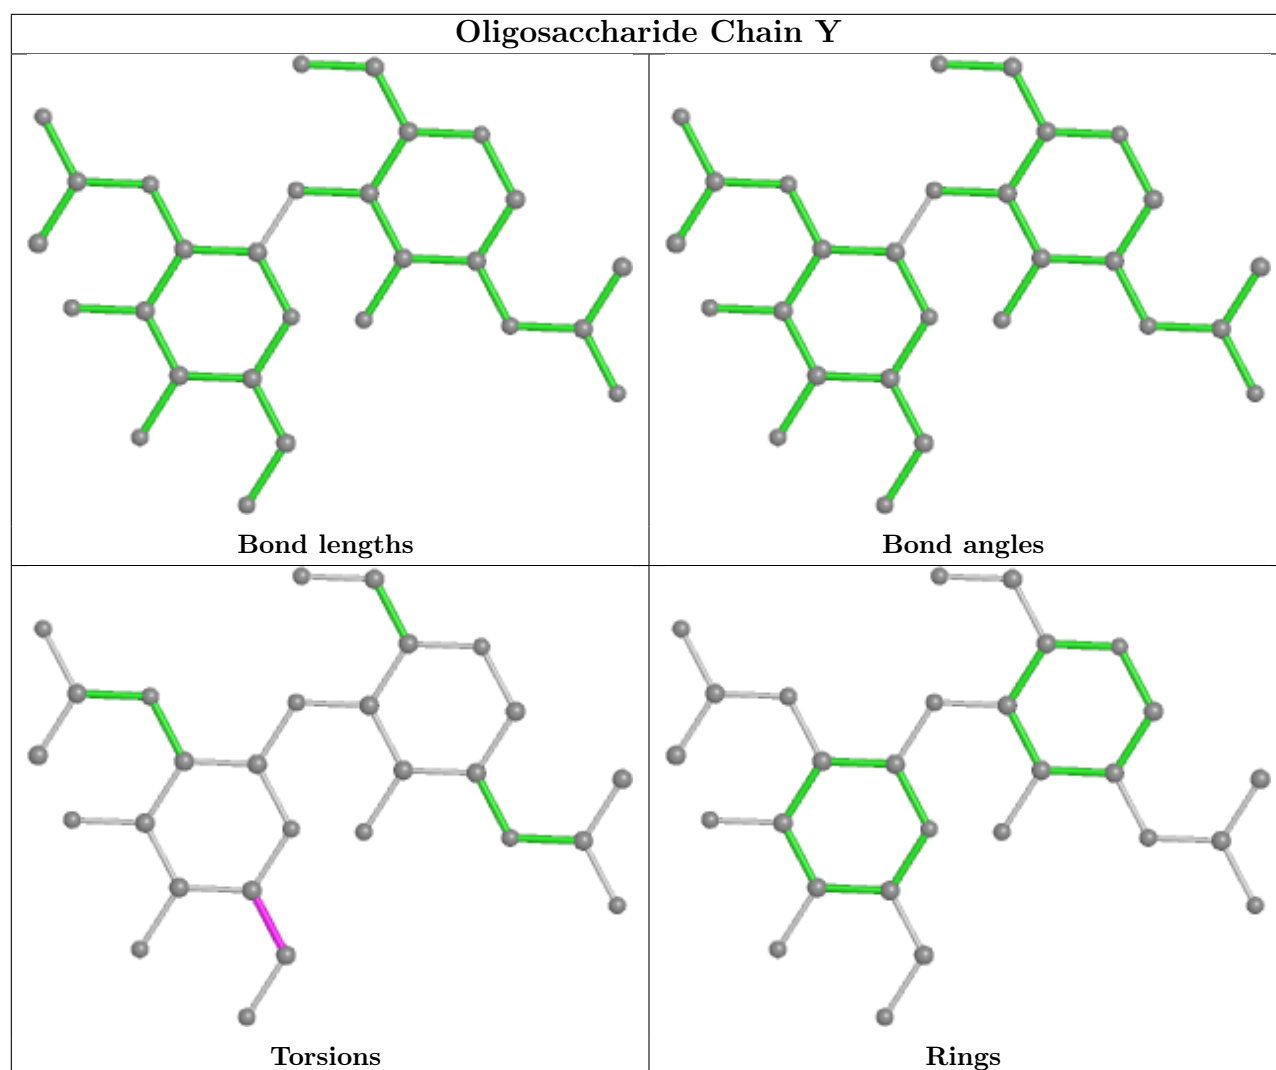 Oligosaccharide Chain Y
Bond lengths
Bond angles
Torsions
Rings